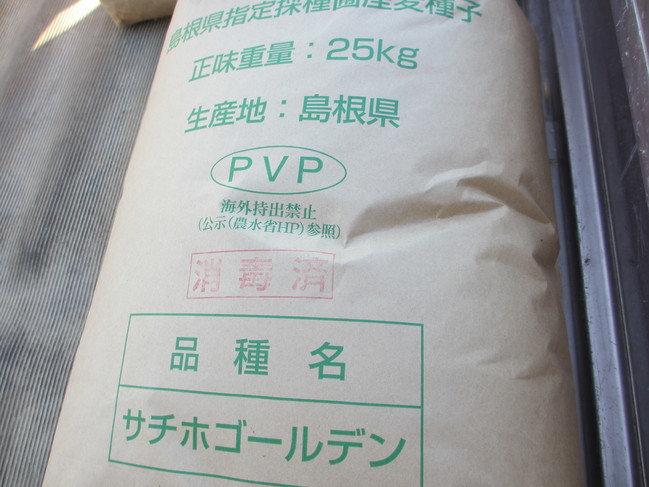 島根県指定採種圃産麦種子
正味重量：25kg
生産地：島根県
PVP
海外持出禁止
(公示(農水省HP)参照)
消毒済
品種名
サチホゴールデン